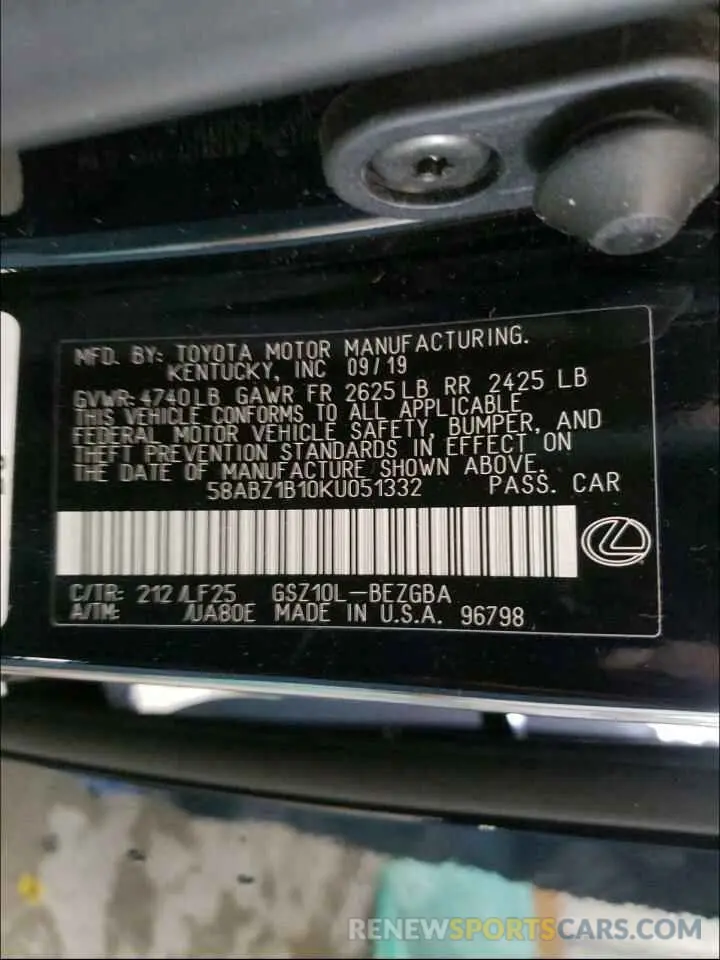 MFD. BY: TOYOTA MOTOR MANUFACTURING.
KENTUCKY, INC 09/19
GVWR: 4740LB GAWR FR 2625LB RR 2425 LB
THIS VEHICLE CONFORMS TO ALL APPLICABLE
FEDERAL MOTOR VEHICLE SAFETY, BUMPER, AND
THEFT PREVENTION STANDARDS IN EFFECT ON
THE DATE OF MANUFACTURE SHOWN ABOVE.
58ABZ1B10KU051332 PASS. CAR
C/TR: 212 /LF25 GSZ10L-BEZGBA
A/TM: /UA80E MADE IN U.S.A. 96798
RENEWSPORTSCARS.COM